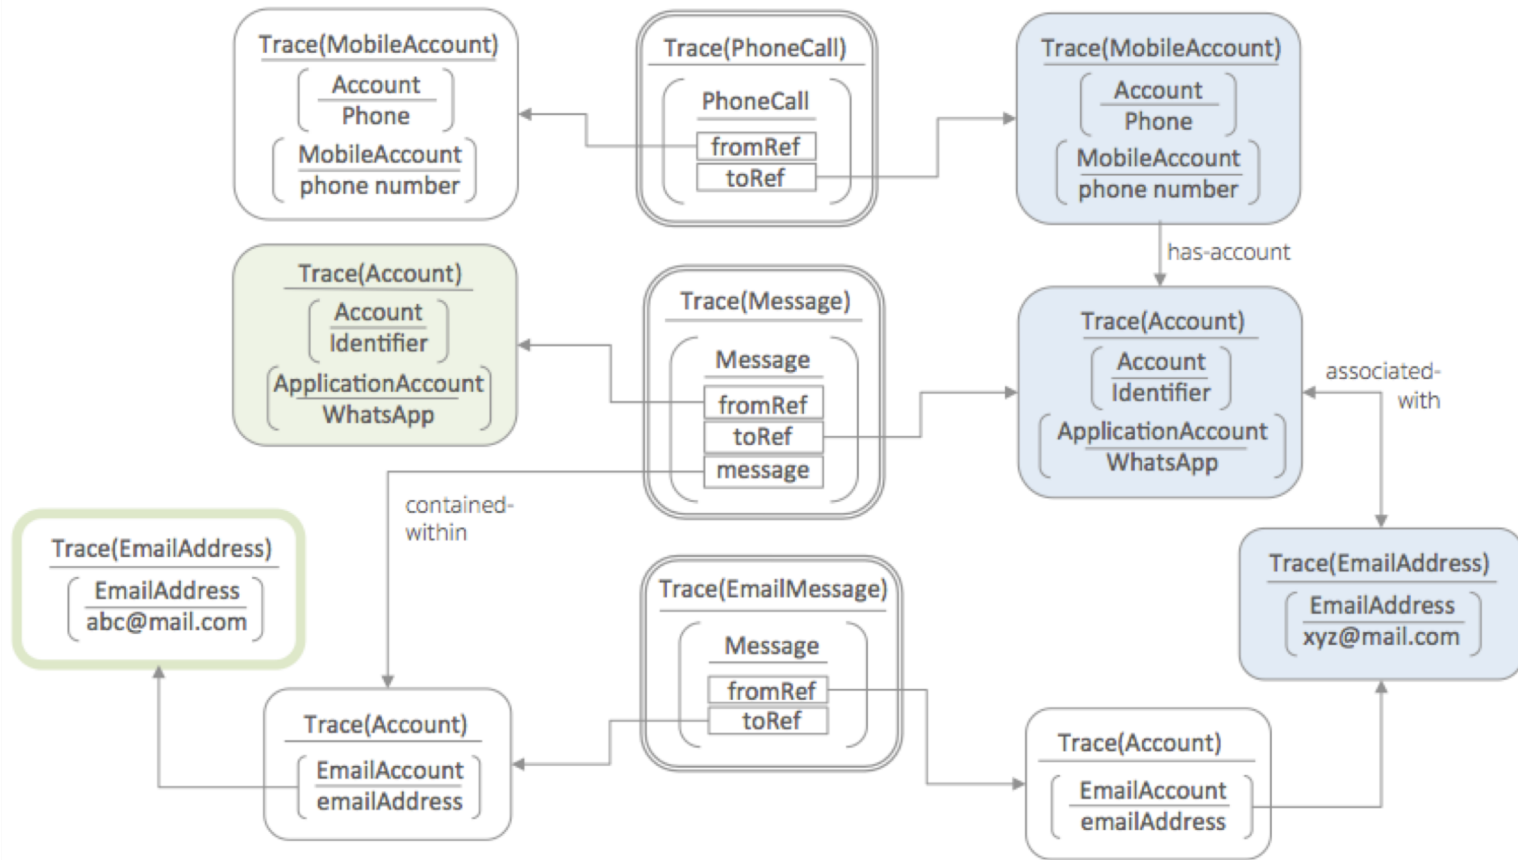 Trace(MobileAccount)
Account
Phone
MobileAccount
phone number
Trace(PhoneCall)
PhoneCall
fromRef
toRef
Trace(MobileAccount)
Account
Phone
MobileAccount
phone number
has-account
Trace(Account)
Account
Identifier
ApplicationAccount
WhatsApp
Trace(Message)
Message
fromRef
toRef
message
Trace(Account)
Account
Identifier
ApplicationAccount
WhatsApp
associated-
with
contained-
within
Trace(EmailAddress)
EmailAddress
abc@mail.com
Trace(EmailMessage)
Message
fromRef
toRef
Trace(EmailAddress)
EmailAddress
xyz@mail.com
Trace(Account)
EmailAccount
emailAddress
Trace(Account)
EmailAccount
emailAddress